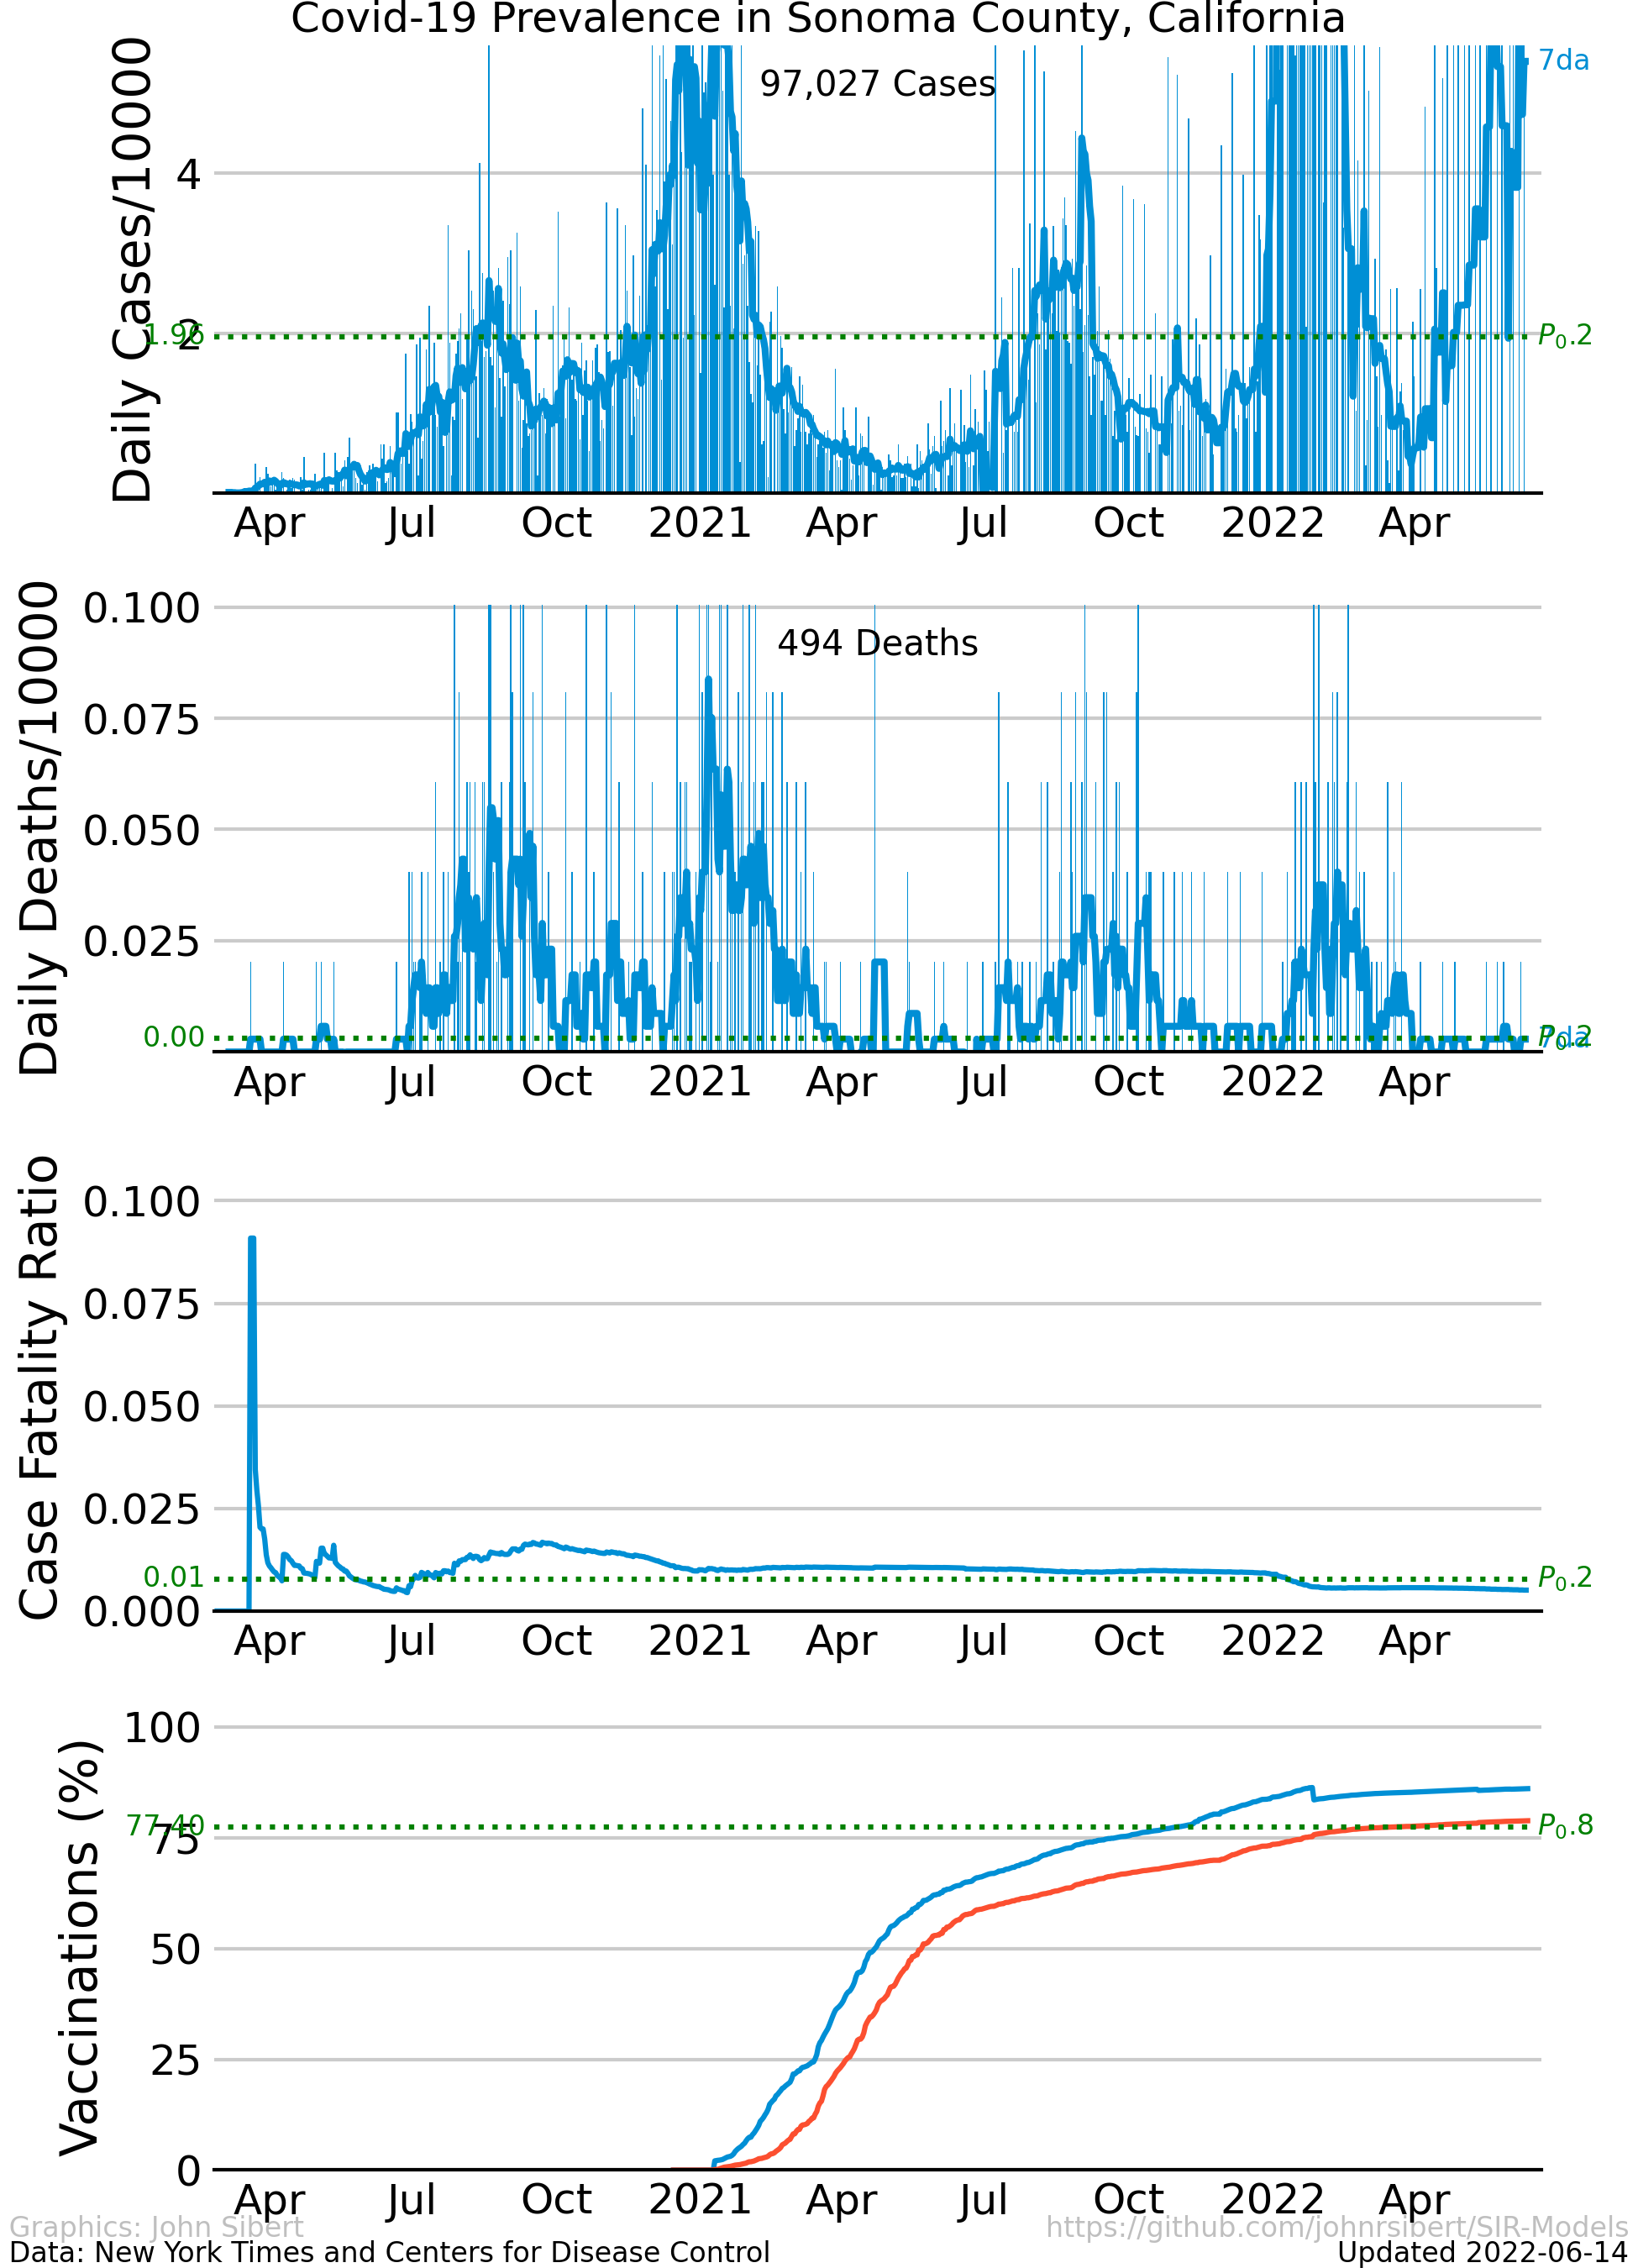 Covid-19 Prevalence in Sonoma County, California
Daily Cases/10000
97,027 Cases
7da
4
2
1.96
P0.2
Apr Jul Oct 2021 Apr Jul Oct 2022 Apr
Daily Deaths/10000
494 Deaths
0.100
0.075
0.050
0.025
0.00
P0.2
7da
Apr Jul Oct 2021 Apr Jul Oct 2022 Apr
Case Fatality Ratio
0.100
0.075
0.050
0.025
0.01
P0.2
0.000
Apr Jul Oct 2021 Apr Jul Oct 2022 Apr
Vaccinations (%)
100
77.40
P0.8
75
50
25
0
Apr Jul Oct 2021 Apr Jul Oct 2022 Apr
Graphics: John Sibert
https://github.com/johnrsibert/SIR-Models
Data: New York Times and Centers for Disease Control
Updated 2022-06-14